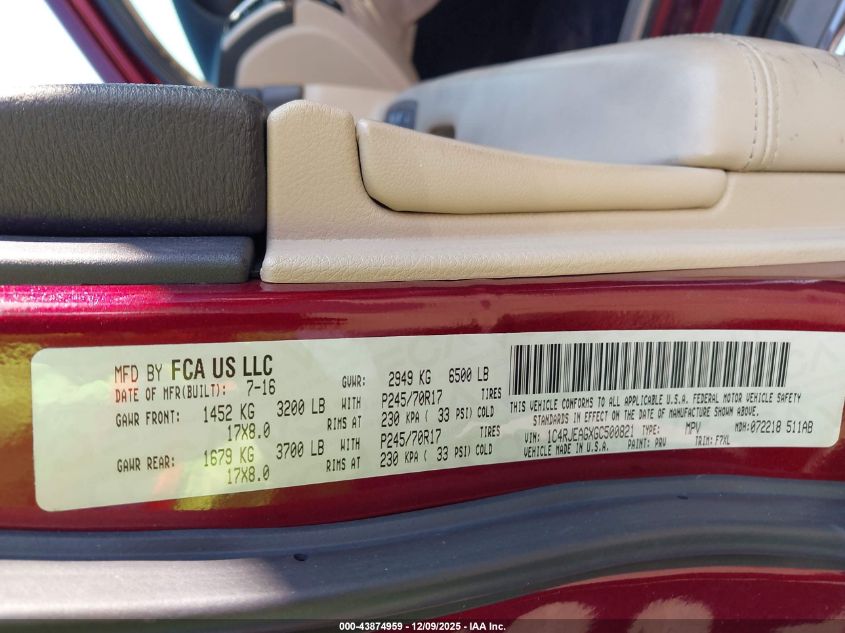 MFD BY FCA US LLC
DATE OF MFR(BUILT): 7-16 GVWR: 2949 KG 6500 LB
GAWR FRONT: 1452 KG 3200 LB WITH P245/70R17 TIRES
17X8.0 RIMS AT 230 KPA ( 33 PSI) COLD
GAWR REAR: 1679 KG 3700 LB WITH P245/70R17 TIRES
17X8.0 RIMS AT 230 KPA ( 33 PSI) COLD
THIS VEHICLE CONFORMS TO ALL APPLICABLE U.S.A. FEDERAL MOTOR VEHICLE SAFETY
STANDARDS IN EFFECT ON THE DATE OF MANUFACTURE SHOWN ABOVE.
VIN: 1C4RJEAGXGC500821 TYPE: MPV MDH:072218 511AB
VEHICLE MADE IN U.S.A. PAINT: PRV TRIM: F7XL
000-43874959 - 12/09/2025 - IAA Inc.